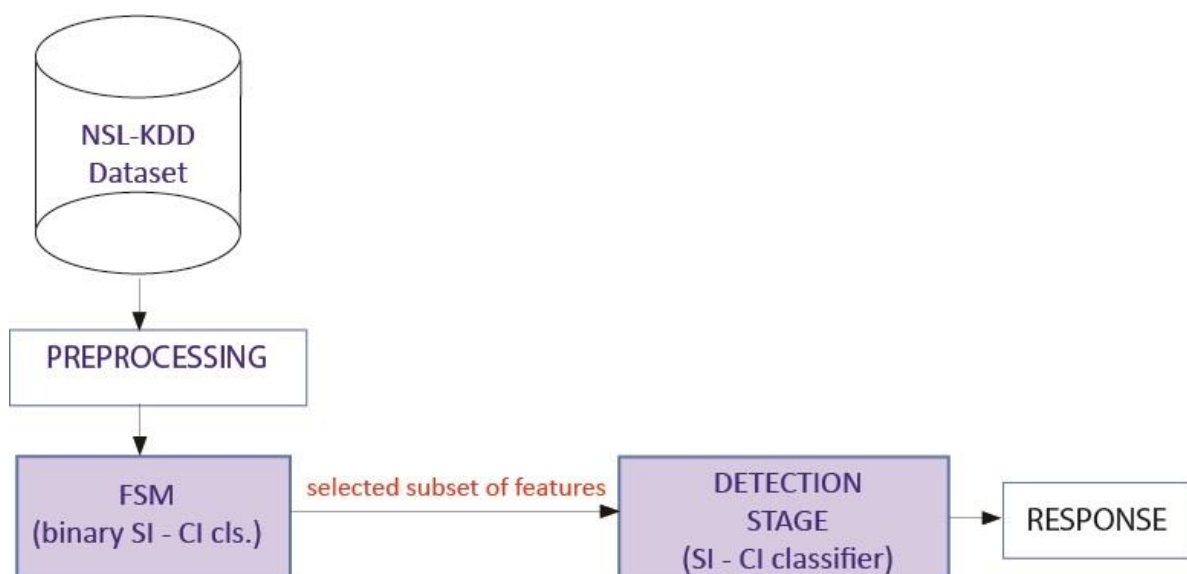 NSL-KDD
Dataset
PREPROCESSING
FSM
(binary SI - CI cls.)
selected subset of features
DETECTION
STAGE
(SI - CI classifier)
RESPONSE